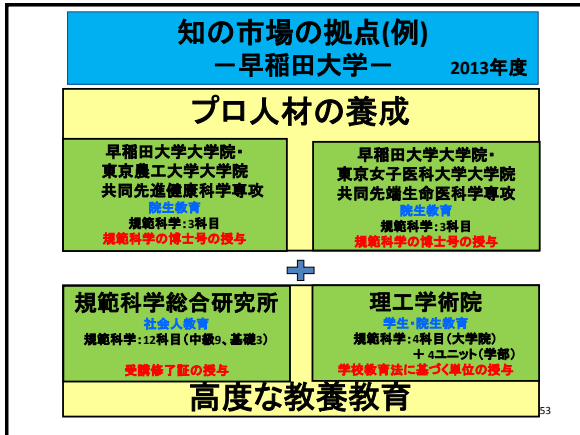 知の市場の拠点(例)
－早稲田大学－
2013年度
プロ人材の養成
早稲田大学大学院・
東京農工大学大学院
共同先進健康科学専攻
院生教育
規範科学：3科目
規範科学の博士号の授与
早稲田大学大学院・
東京女子医科大学大学院
共同先端生命医科学専攻
院生教育
規範科学：3科目
規範科学の博士号の授与
規範科学総合研究所
社会人教育
規範科学：12科目（中級9、基礎3）
受講修了証の授与
理工学術院
学生・院生教育
規範科学：4科目（大学院）
＋ 4ユニット（学部）
学校教育法に基づく単位の授与
高度な教養教育
53